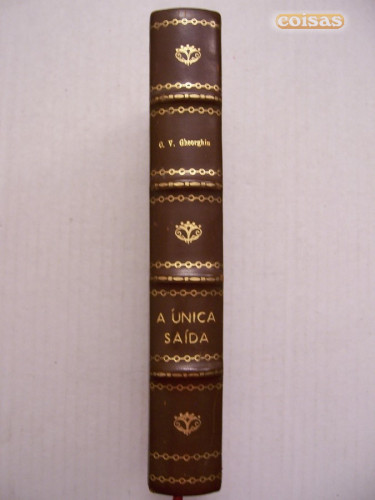 coisas
G. V. Gheorghiu
A ÚNICA
SAÍDA